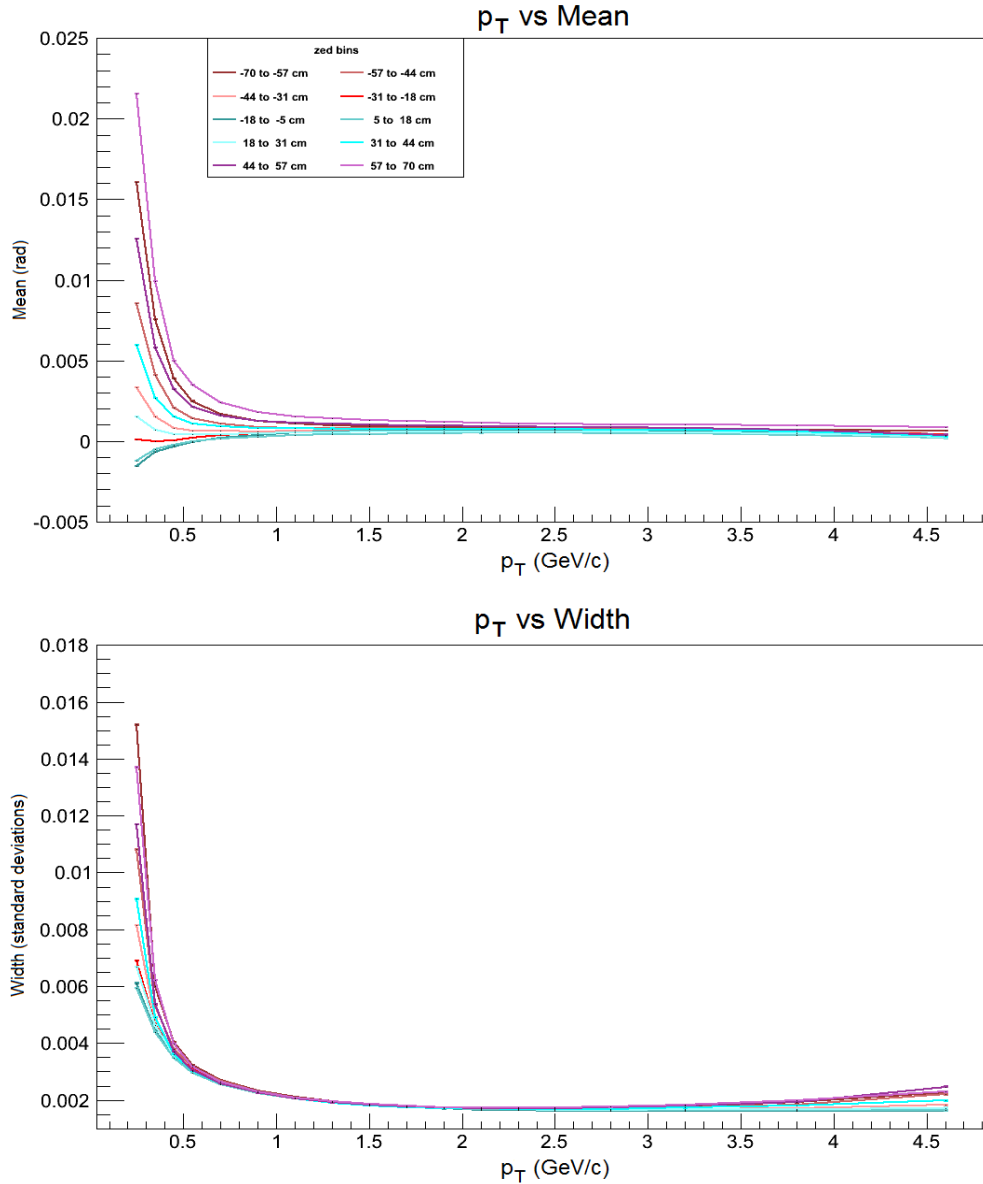 p_T vs Mean
0.025
0.02
0.015
0.01
0.005
0
-0.005
Mean (rad)
zed bins
-70 to -57 cm -57 to -44 cm
-44 to -31 cm -31 to -18 cm
-18 to -5 cm 5 to 18 cm
18 to 31 cm 31 to 44 cm
44 to 57 cm 57 to 70 cm
0.5 1 1.5 2 2.5 3 3.5 4 4.5
p_T (GeV/c)
p_T vs Width
0.018
0.016
0.014
0.012
0.01
0.008
0.006
0.004
0.002
Width (standard deviations)
0.5 1 1.5 2 2.5 3 3.5 4 4.5
p_T (GeV/c)